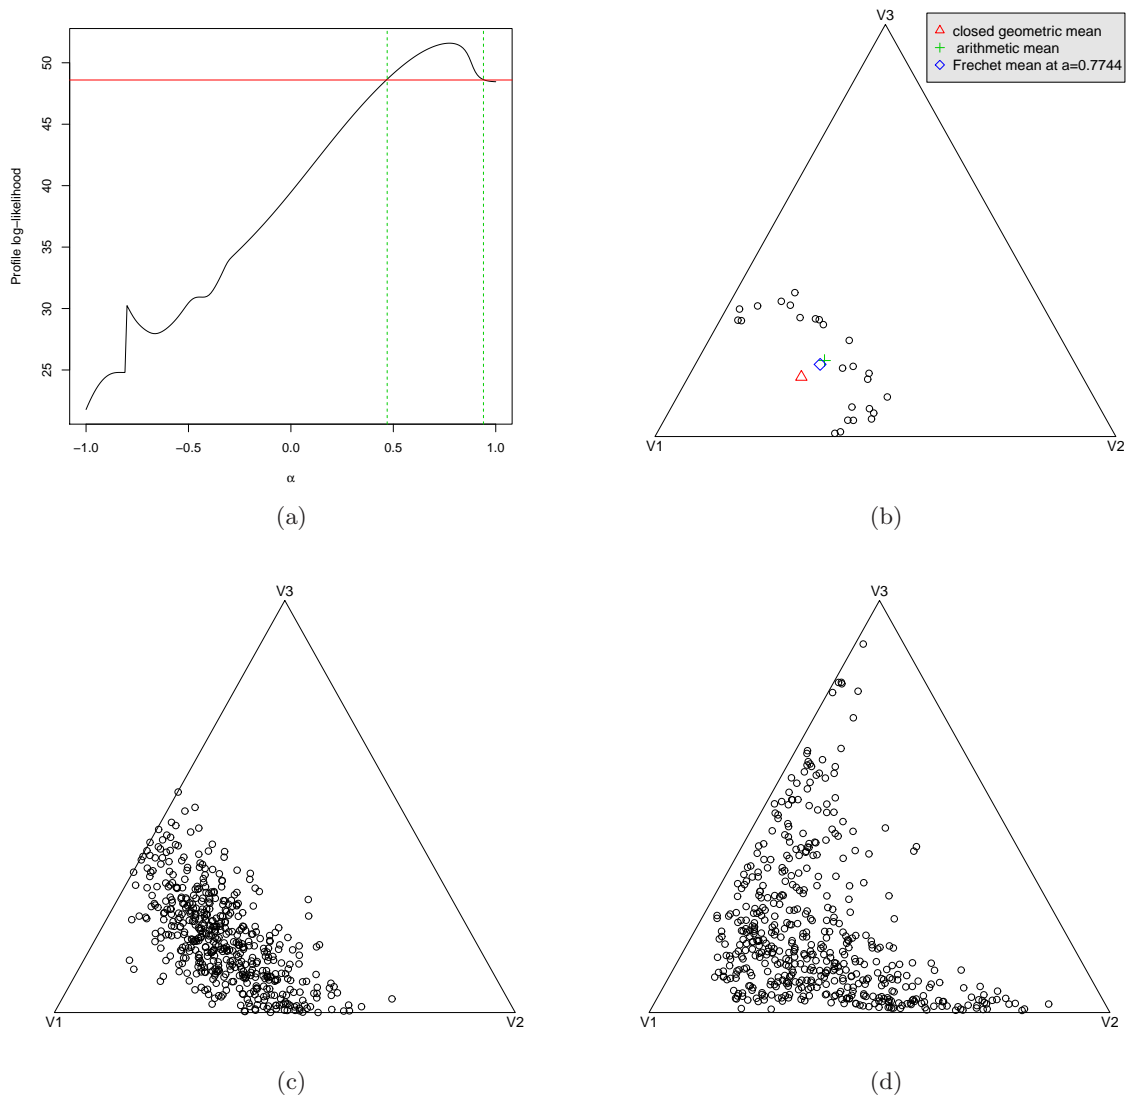 50
45
40
35
30
25
Profile log−likelihood
−1.0 −0.5 0.0 0.5 1.0
α
(a)
V3
closed geometric mean
arithmetic mean
Frechet mean at a=0.7744
V1 V2
(b)
V3
V1 V2
(c)
V3
V1 V2
(d)